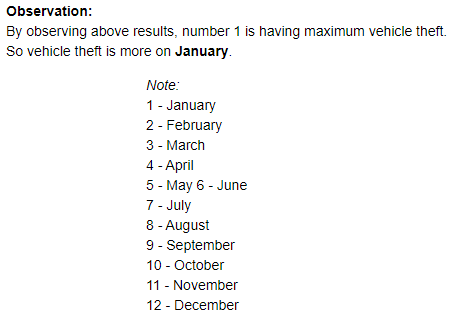 Observation:
By observing above results, number 1 is having maximum vehicle theft.
So vehicle theft is more on January.
Note:
1 - January
2 - February
3 - March
4 - April
5 - May 6 - June
7 - July
8 - August
9 - September
10 - October
11 - November
12 - December